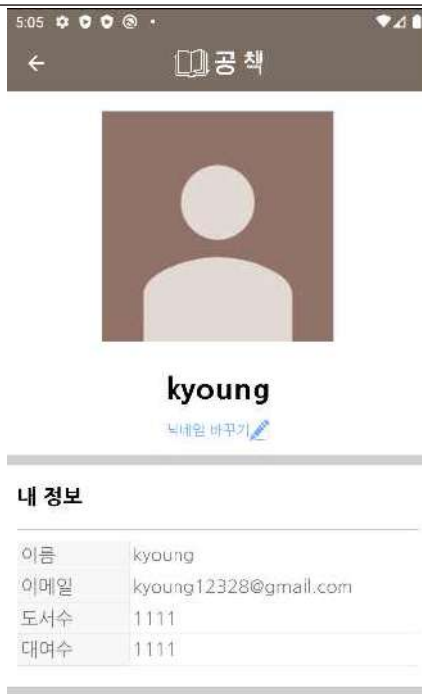 5:05
공책
kyoung
닉네임 바꾸기
내 정보
이름 kyoung
이메일 kyoung12328@gmail.com
도서수 1111
대여수 1111